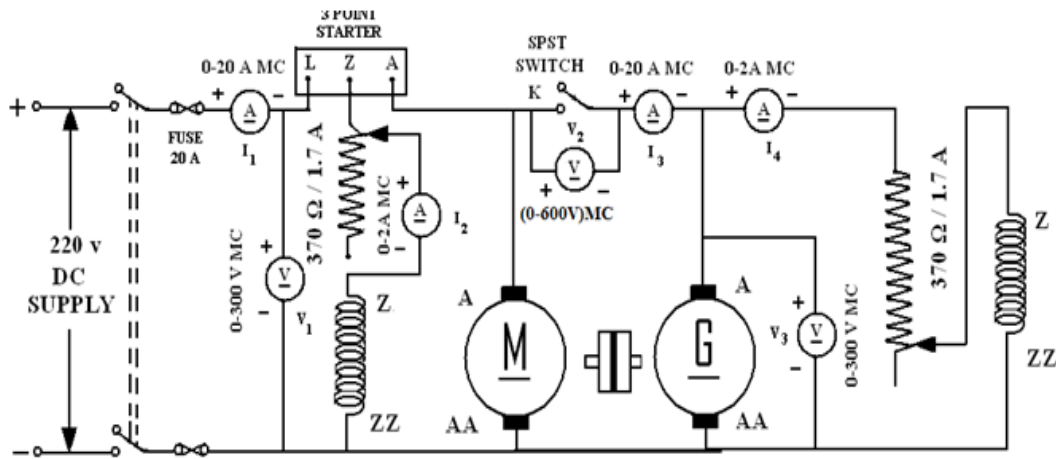 3 POINT
STARTER
L Z A
SPST
SWITCH
K
0-20 A MC
+ A −
I1
FUSE
20 A
+
220 v
DC
SUPPLY
−
0-300 V MC
+
V
−
V1
370 Ω / 1.7 A
0-2A MC
+
A
−
I2
Z
ZZ
V2
+ V −
(0-600V)MC
0-20 A MC
+ A −
I3
0-2A MC
+ A −
I4
A
M
AA
A
G
AA
+
V3 V
−
0-300 V MC
370 Ω / 1.7 A
Z
ZZ